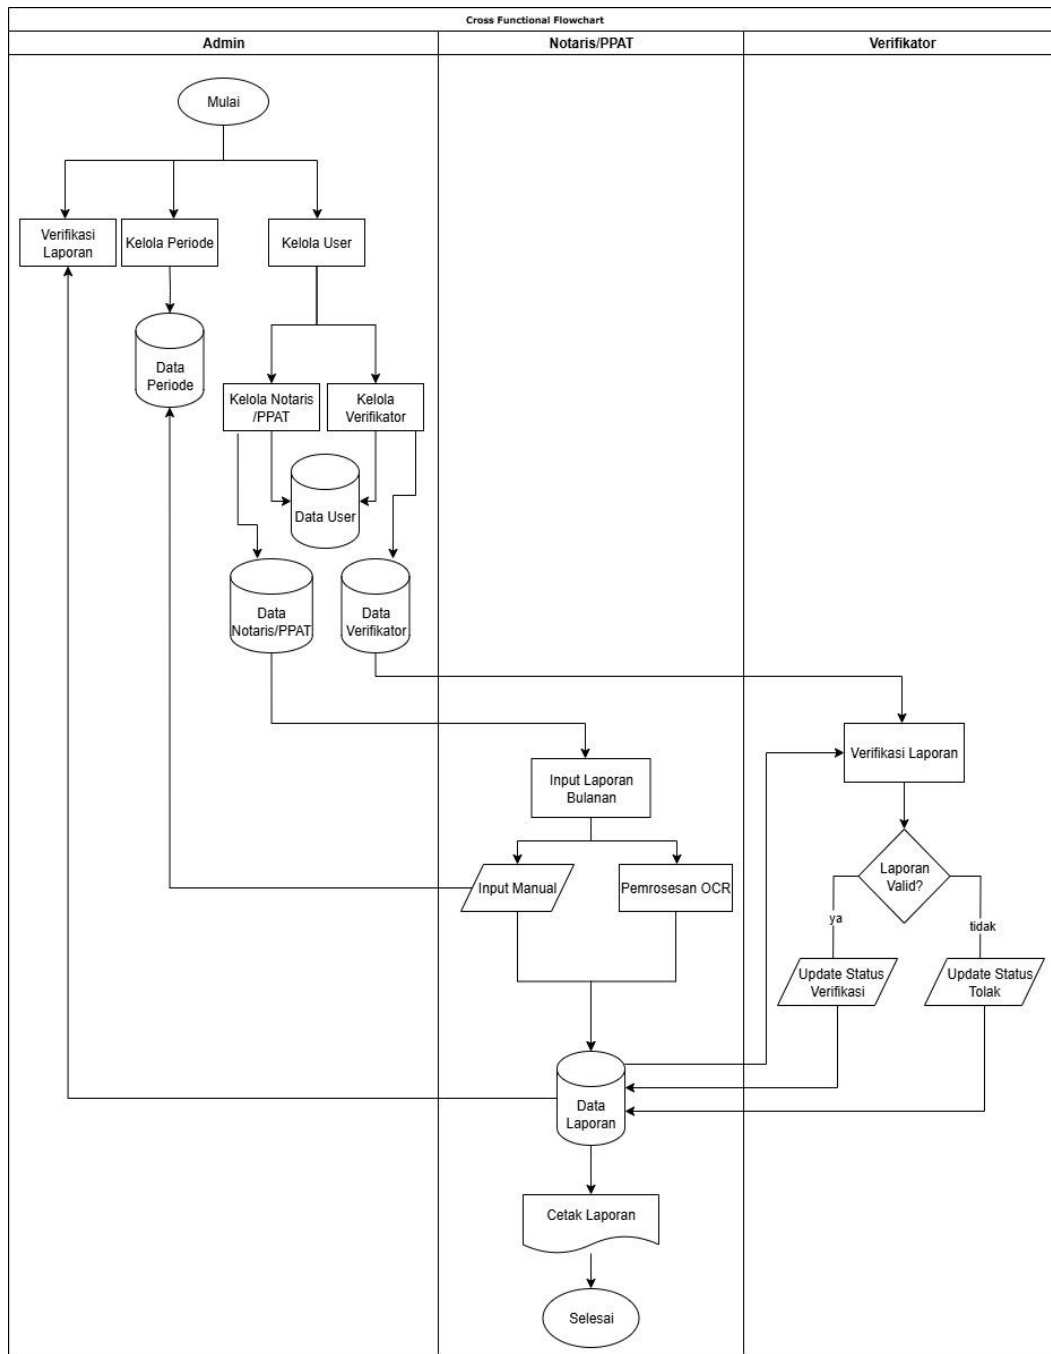 Cross Functional Flowchart
Admin
Notaris/PPAT
Verifikator
Mulai
Verifikasi
Laporan
Kelola Periode
Kelola User
Data
Periode
Kelola Notaris
/PPAT
Kelola
Verifikator
Data User
Data
Notaris/PPAT
Data
Verifikator
Verifikasi Laporan
Input Laporan
Bulanan
Laporan
Valid?
Input Manual
Pemrosesan OCR
ya
tidak
Update Status
Verifikasi
Update Status
Tolak
Data
Laporan
Cetak Laporan
Selesai